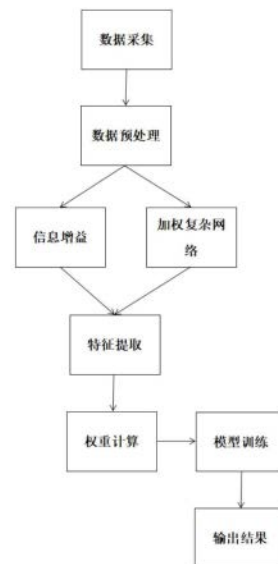 数据采集
数据预处理
信息增益
加权复杂网
络
特征提取
权重计算
模型训练
输出结果